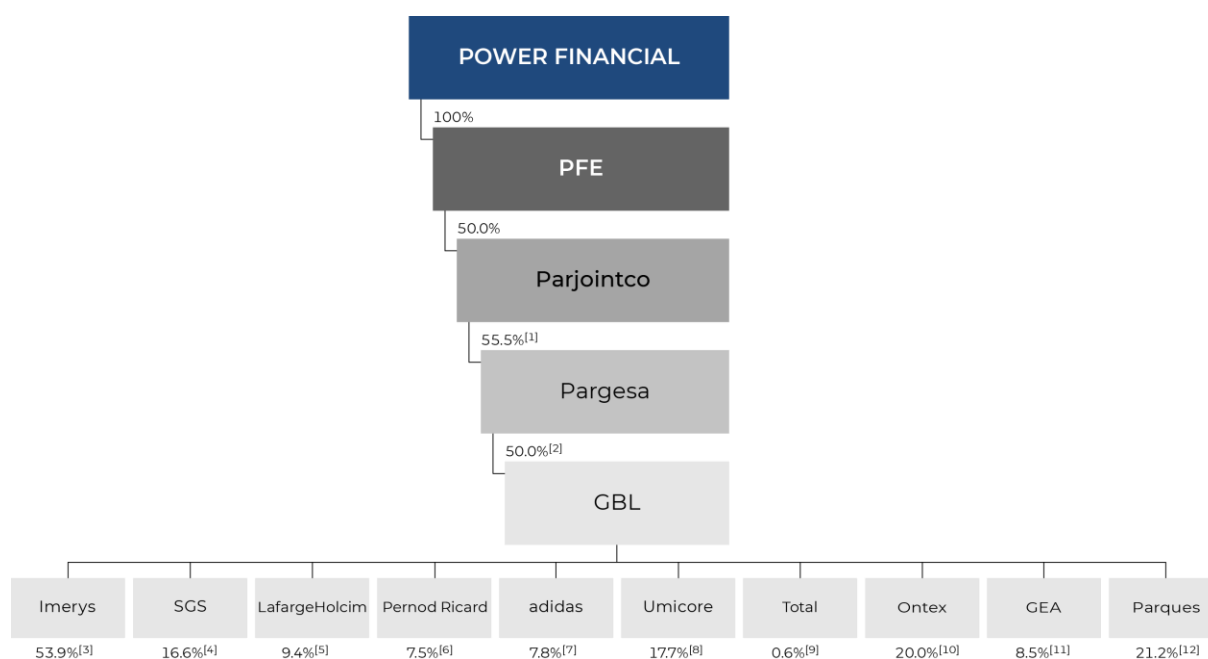 POWER FINANCIAL
100%
PFE
50.0%
Parjointco
55.5%[1]
Pargesa
50.0%[2]
GBL
Imerys SGS LafargeHolcim Pernod Ricard adidas Umicore Total Ontex GEA Parques
53.9%[3] 16.6%[4] 9.4%[5] 7.5%[6] 7.8%[7] 17.7%[8] 0.6%[9] 20.0%[10] 8.5%[11] 21.2%[12]